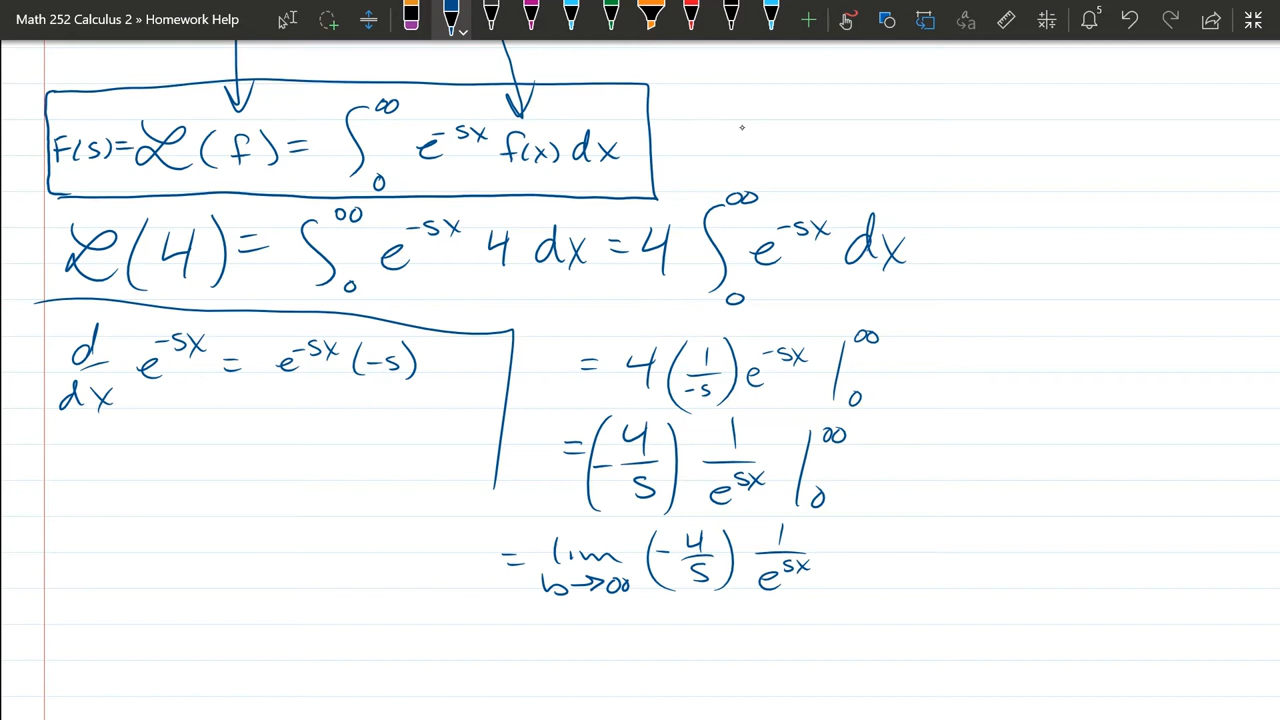 Math 252 Calculus 2 » Homework Help
5
F(s) = ℒ(f) = ∫₀^∞ e^{-sx} f(x) dx
ℒ(4) = ∫₀^∞ e^{-sx} 4 dx = 4 ∫₀^∞ e^{-sx} dx
d/dx e^{-sx} = e^{-sx} (-s)
= 4 (1/-s) e^{-sx} |₀^∞
= (-4/s) 1/e^{sx} |₀^∞
= lim b→∞ (-4/s) 1/e^{sx}